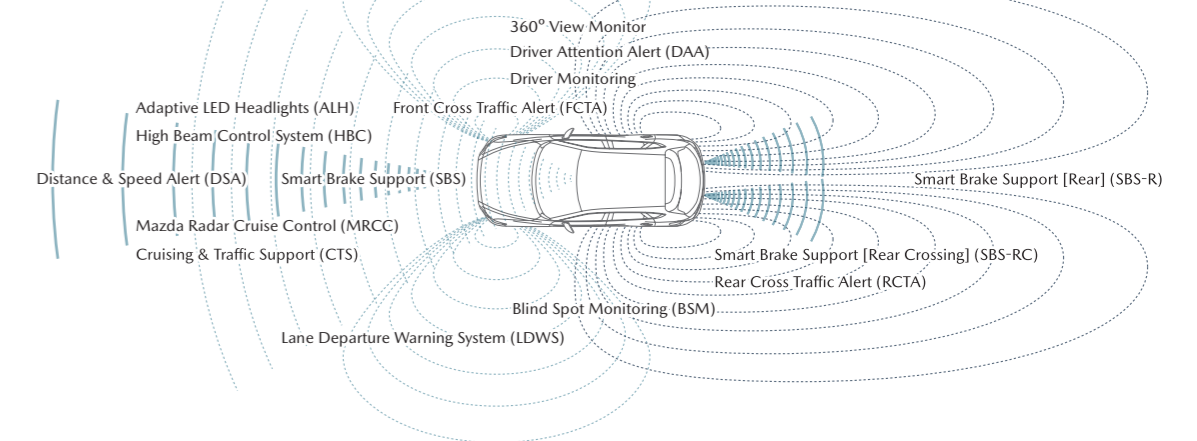 360° View Monitor
Driver Attention Alert (DAA)
Driver Monitoring
Adaptive LED Headlights (ALH)
Front Cross Traffic Alert (FCTA)
High Beam Control System (HBC)
Distance & Speed Alert (DSA)
Smart Brake Support (SBS)
Smart Brake Support [Rear] (SBS-R)
Mazda Radar Cruise Control (MRCC)
Cruising & Traffic Support (CTS)
Smart Brake Support [Rear Crossing] (SBS-RC)
Rear Cross Traffic Alert (RCTA)
Blind Spot Monitoring (BSM)
Lane Departure Warning System (LDWS)